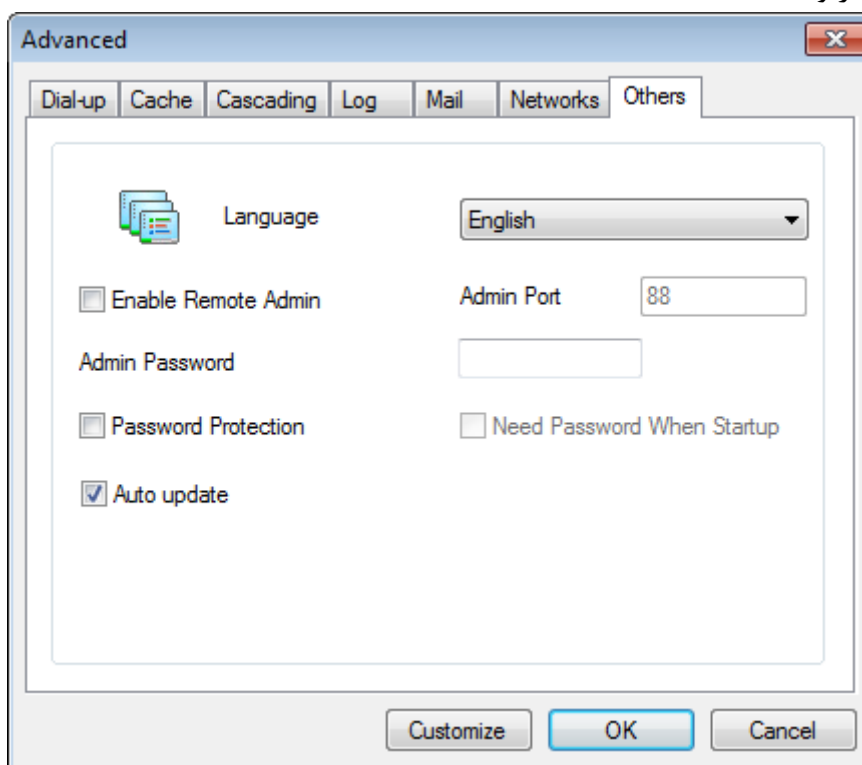 Advanced
Dial-up Cache Cascading Log Mail Networks Others
Language English
Enable Remote Admin Admin Port 88
Admin Password
Password Protection Need Password When Startup
Auto update
Customize OK Cancel